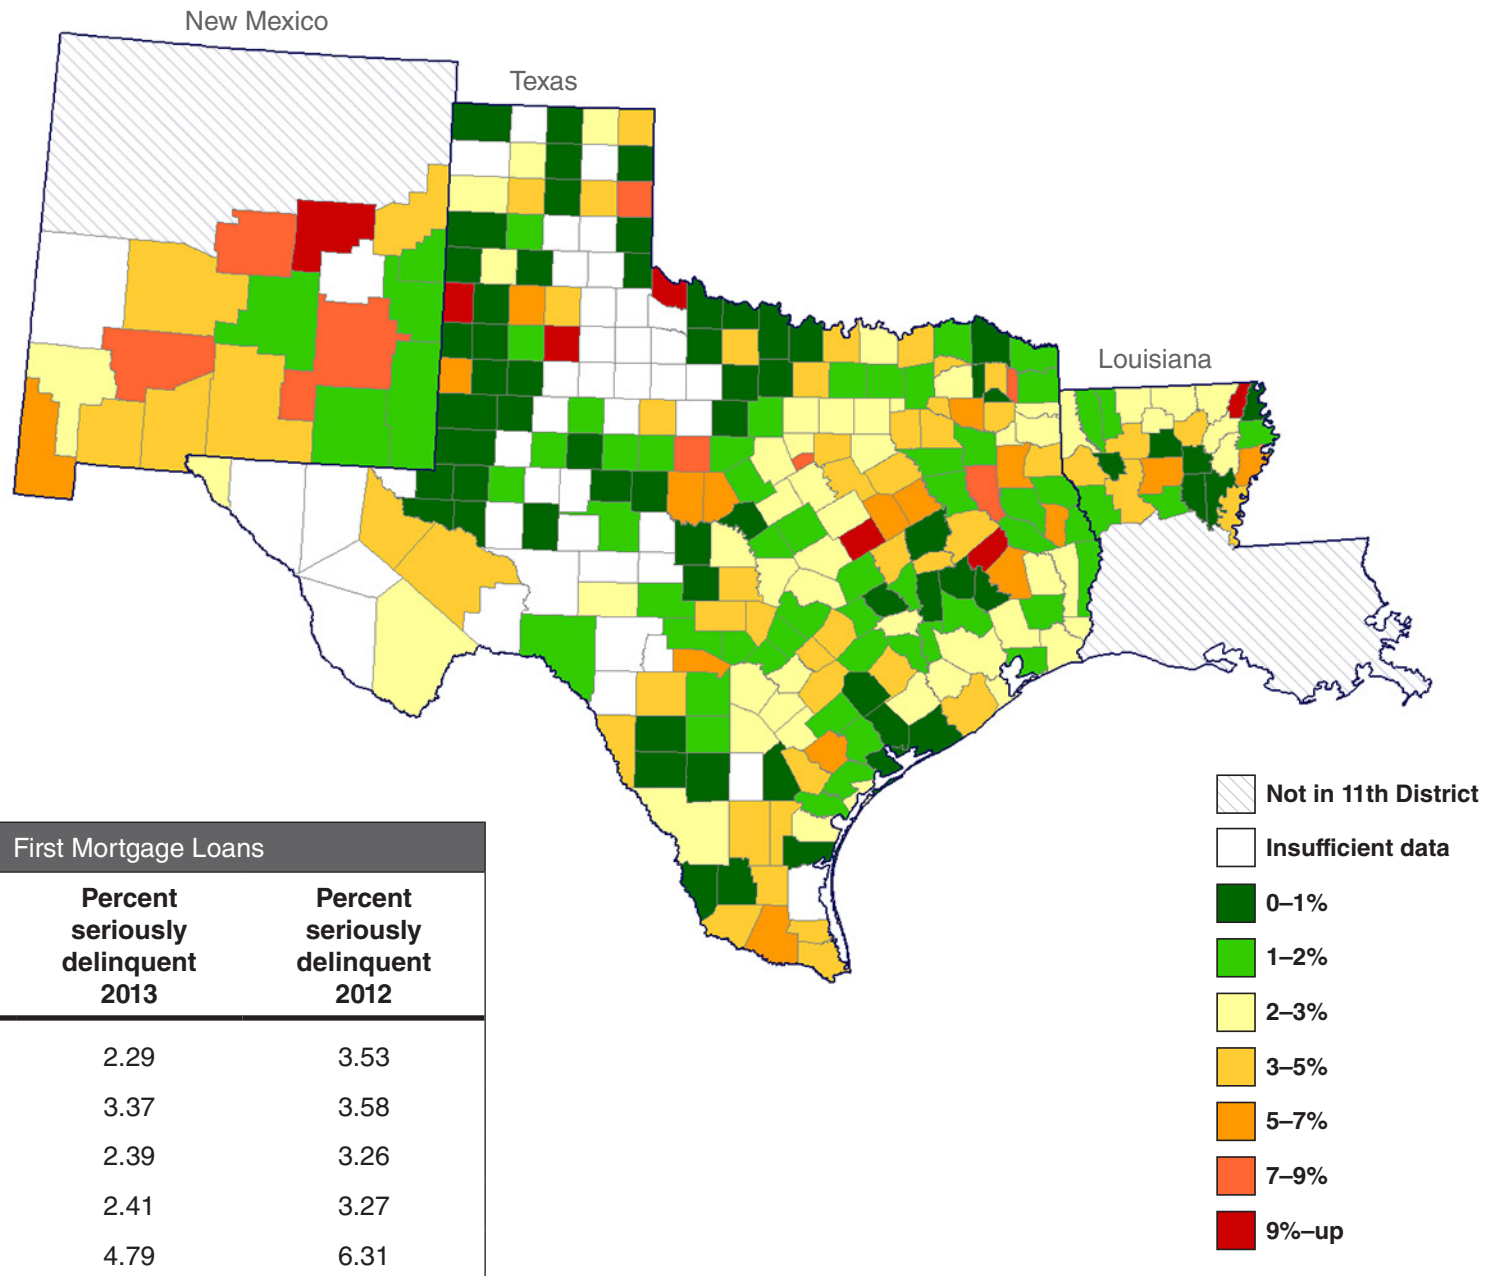 New Mexico
Texas
Louisiana
Not in 11th District
Insufficient data
0–1%
1–2%
2–3%
3–5%
5–7%
7–9%
9%–up
First Mortgage Loans
Percent seriously delinquent 2013
Percent seriously delinquent 2012
2.29 3.53
3.37 3.58
2.39 3.26
2.41 3.27
4.79 6.31